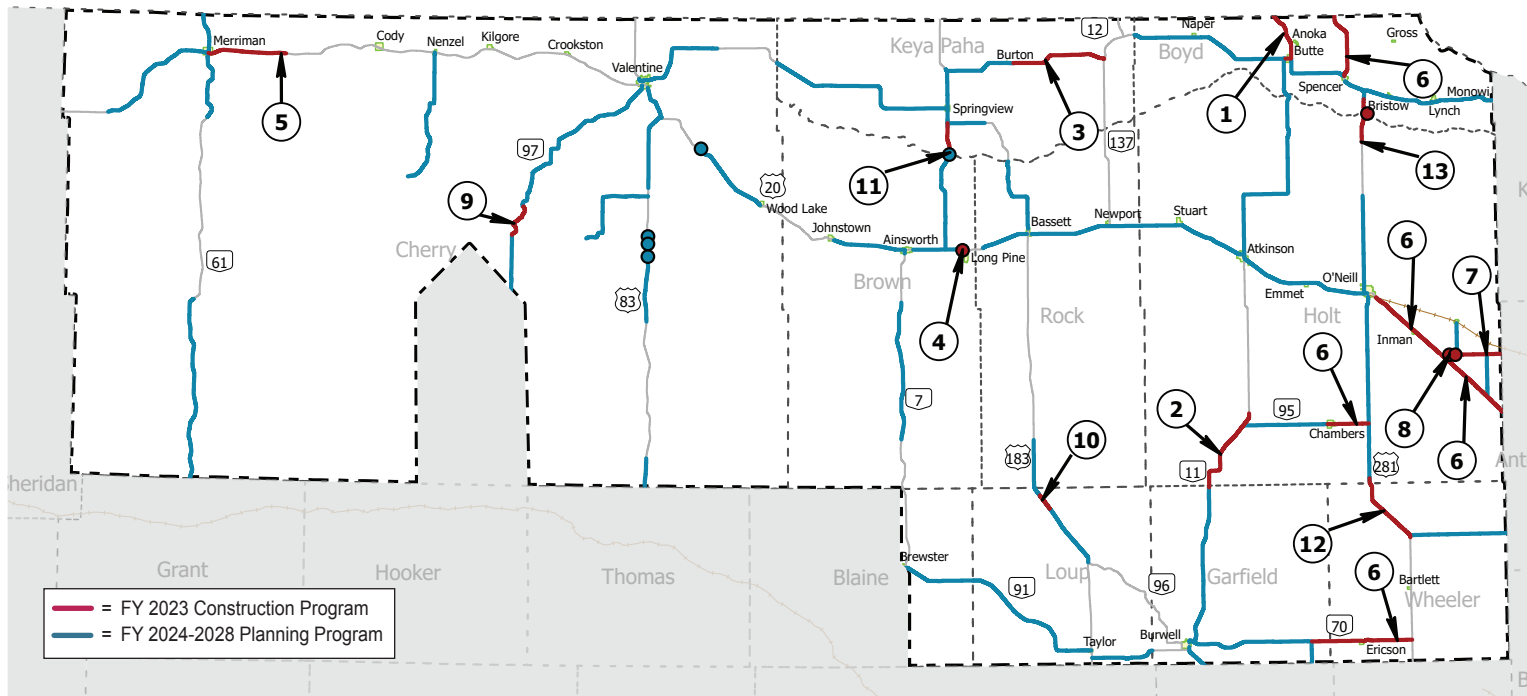 12
Naper
Merriman
Cody
Nenzel
Kilgore
Crookston
Keya Paha
Burton
Boyd
Anoka
Butte
Gross
Valentine
5
3
1
Spencer
6
Monowi
Springview
Bristow
Lynch
97
137
11
13
9
20
Wood Lake
Johnstown
Ainsworth
Bassett
Newport
Stuart
Cherry
61
Long Pine
Atkinson
Brown
83
4
Rock
Emmet
O'Neill
Holt
6
7
Inman
6
7
2
95
Chambers
8
6
10
183
11
281
Sheridan
Ant
12
Brewster
Grant
Hooker
Thomas
Blaine
91
Loup
96
Garfield
6
Bartlett
Wheeler
= FY 2023 Construction Program
= FY 2024-2028 Planning Program
Taylor
Burwell
70
Ericson
K
B